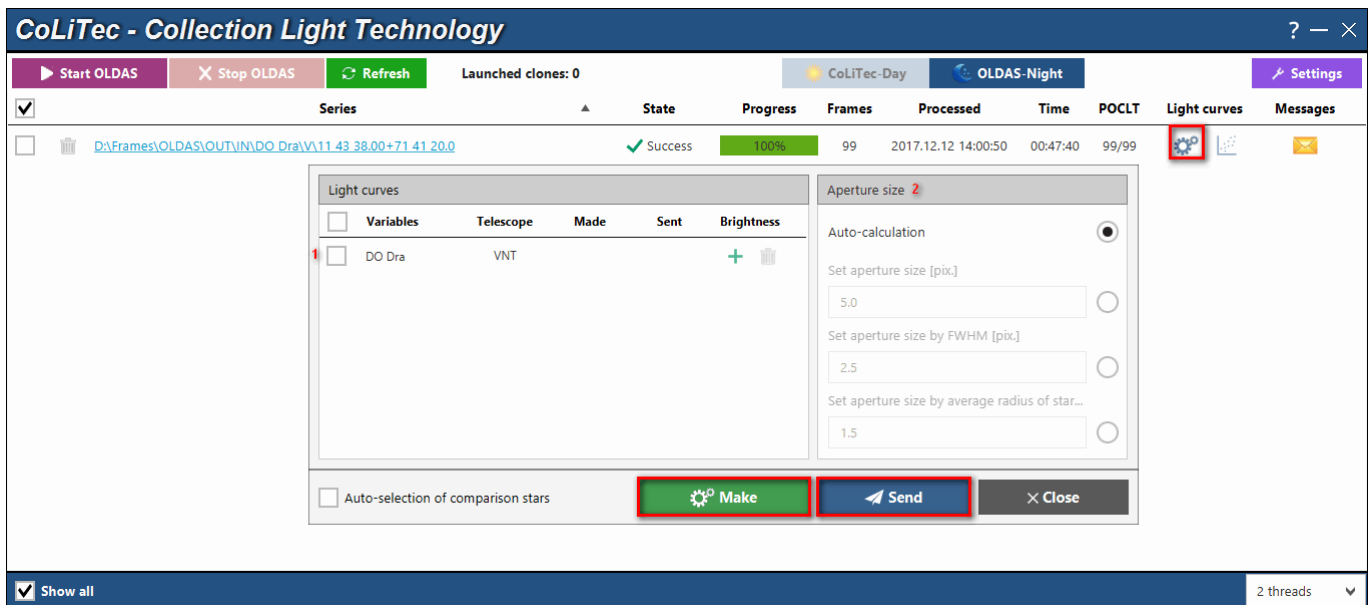 CoLiTec - Collection Light Technology
Start OLDAS Stop OLDAS Refresh Launched clones: 0 CoLiTec-Day OLDAS-Night Settings
Series State Progress Frames Processed Time POCLT Light curves Messages
D:\Frames\OLDAS\OUT\IN\DO Dra\V\11 43 38.00+71 41 20.0 Success 100% 99 2017.12.12 14:00:50 00:47:40 99/99
Light curves
Variables Telescope Made Sent Brightness
1 DO Dra VNT
Aperture size 2
Auto-calculation
Set aperture size [pix.]
5.0
Set aperture size by FWHM [pix.]
2.5
Set aperture size by average radius of star...
1.5
Auto-selection of comparison stars Make Send Close
Show all 2 threads